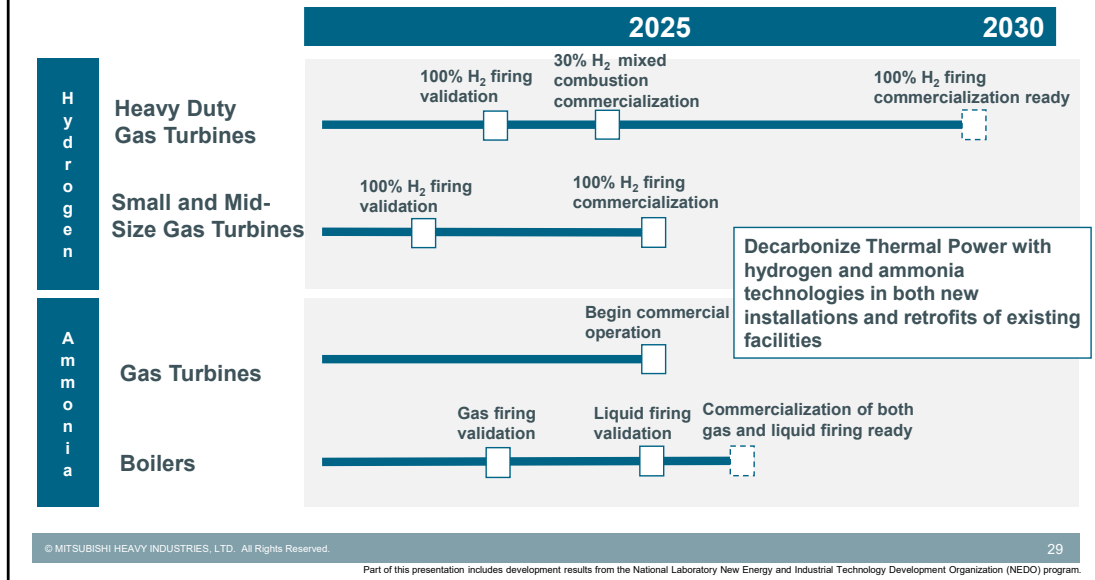 2025
2030
Hydrogen
Heavy Duty
Gas Turbines
100% H₂ firing
validation
30% H₂ mixed
combustion
commercialization
100% H₂ firing
commercialization ready
Small and Mid-
Size Gas Turbines
100% H₂ firing
validation
100% H₂ firing
commercialization
Decarbonize Thermal Power with
hydrogen and ammonia
technologies in both new
installations and retrofits of existing
facilities
Ammonia
Gas Turbines
Begin commercial
operation
Boilers
Gas firing
validation
Liquid firing
validation
Commercialization of both
gas and liquid firing ready
© MITSUBISHI HEAVY INDUSTRIES, LTD. All Rights Reserved.
29
Part of this presentation includes development results from the National Laboratory New Energy and Industrial Technology Development Organization (NEDO) program.